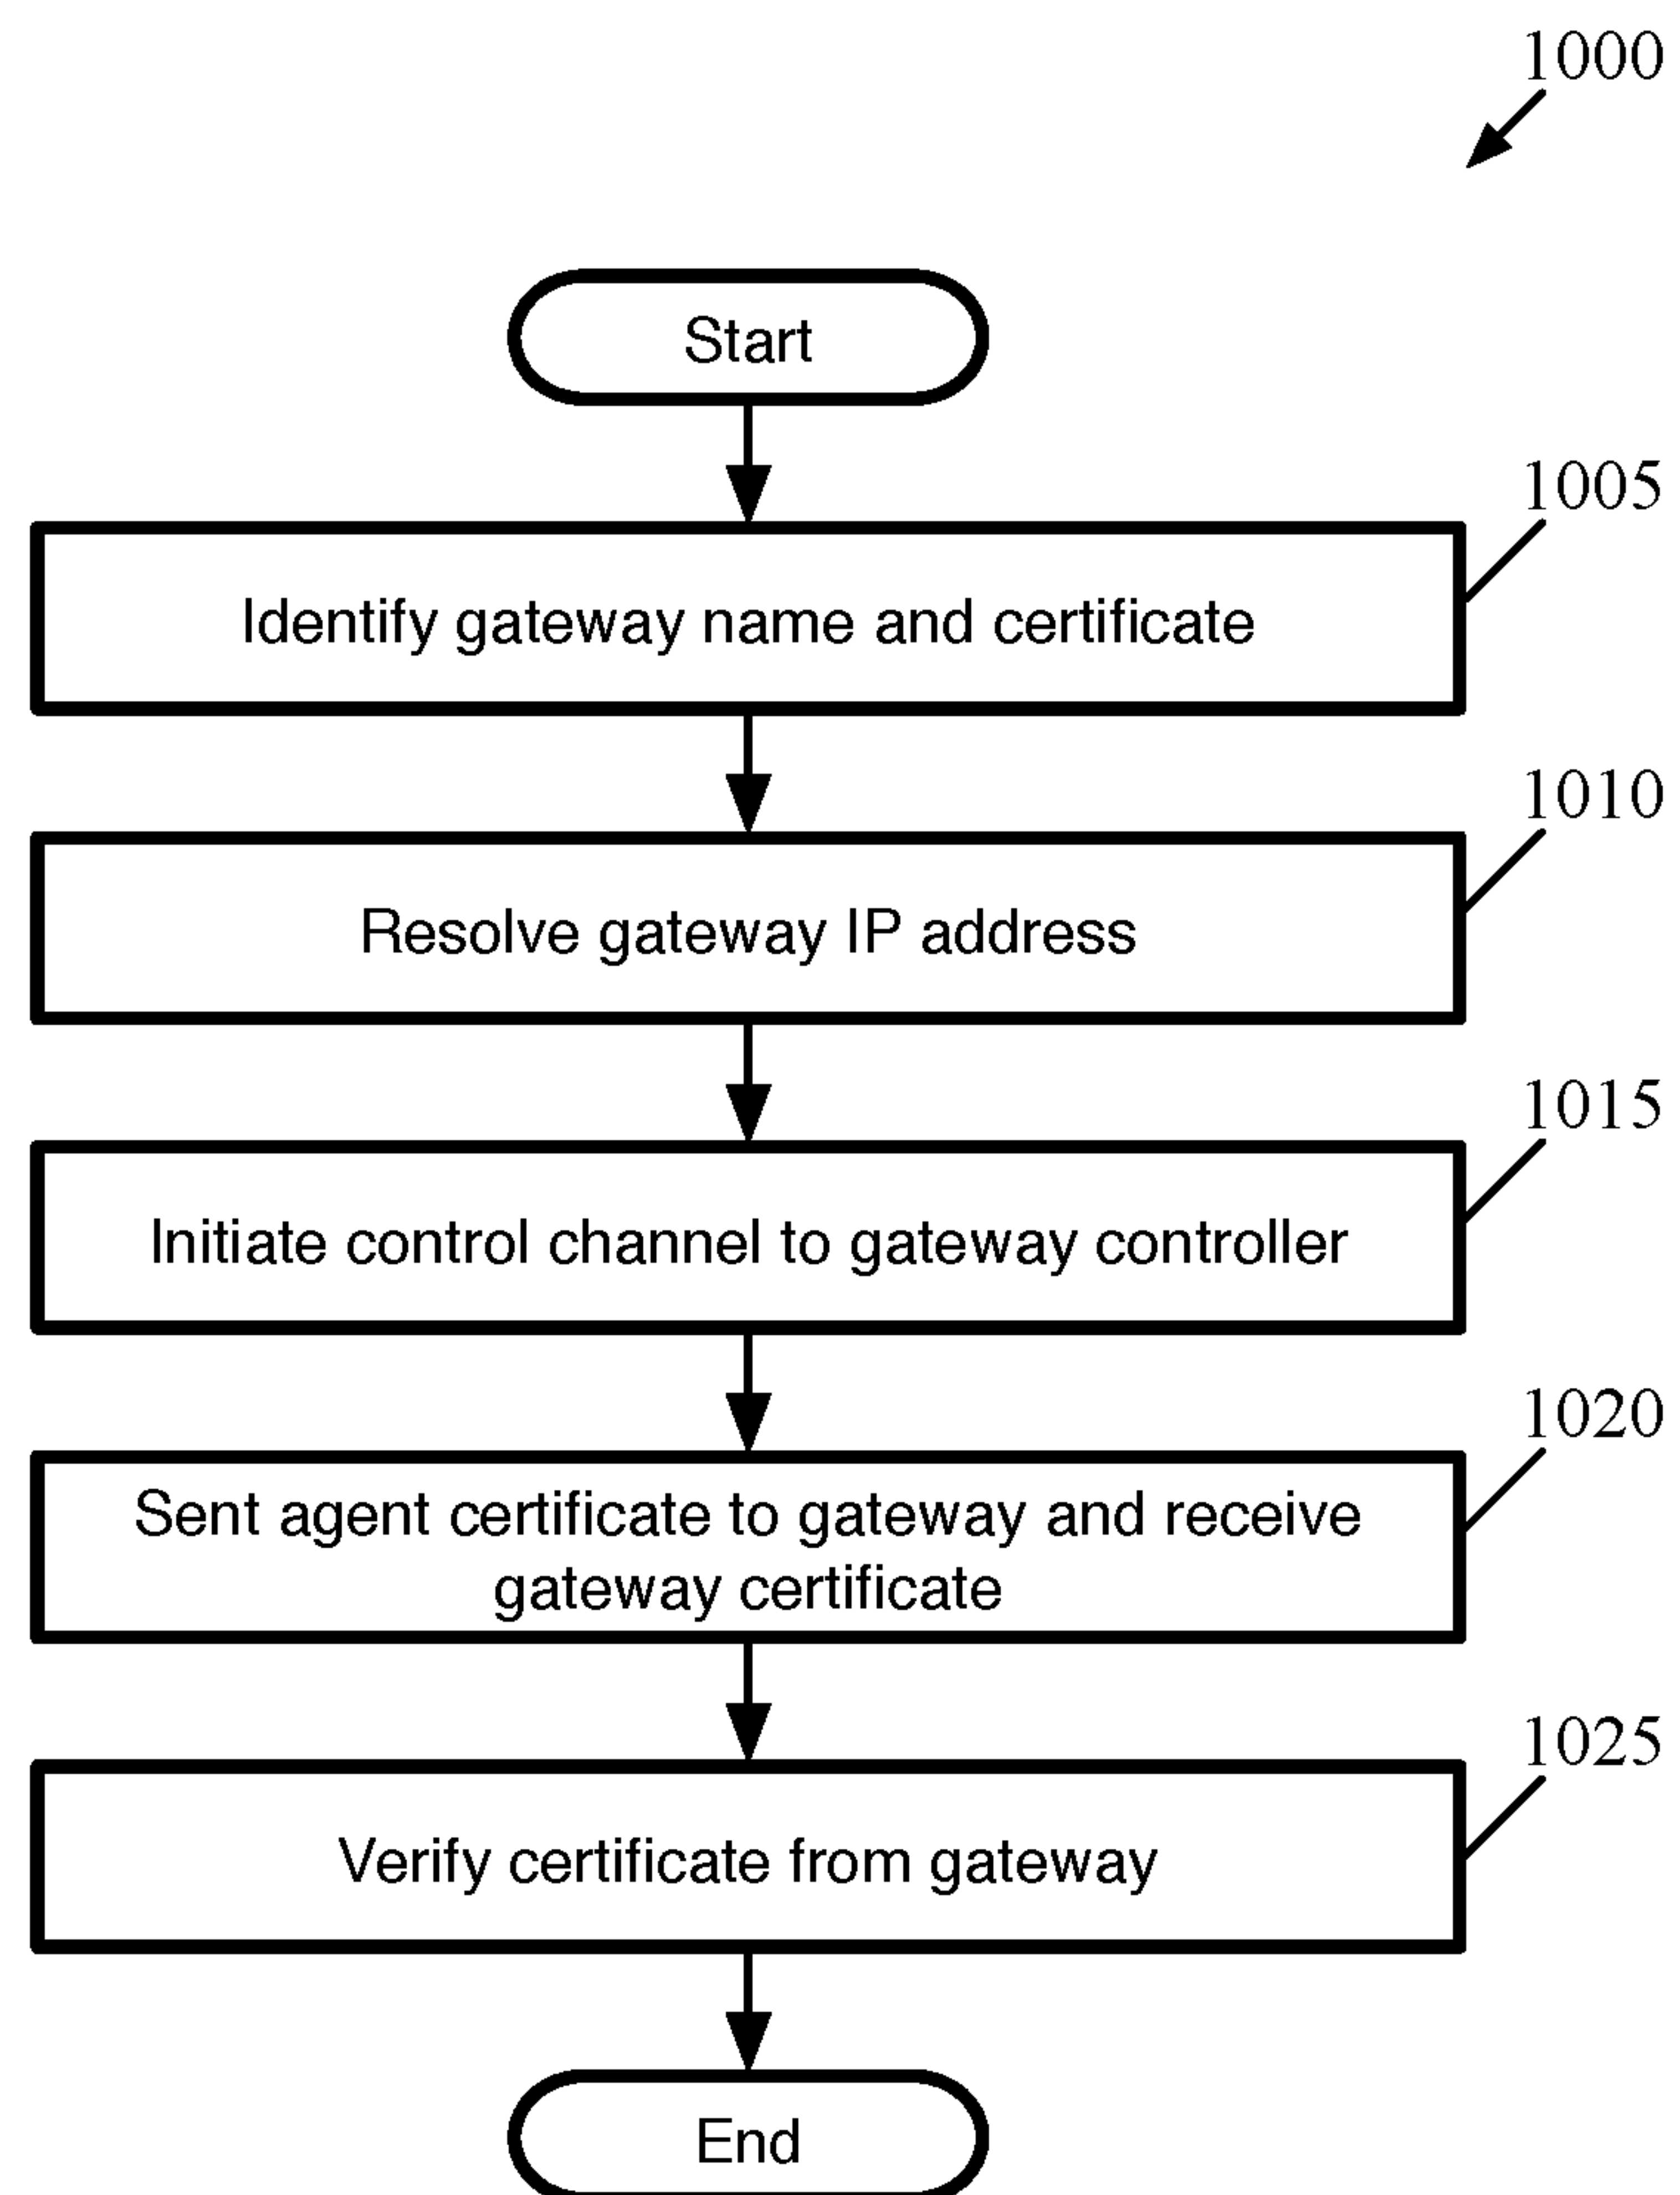 1000
Start
1005
Identify gateway name and certificate
1010
Resolve gateway IP address
1015
Initiate control channel to gateway controller
1020
Sent agent certificate to gateway and receive
gateway certificate
1025
Verify certificate from gateway
End